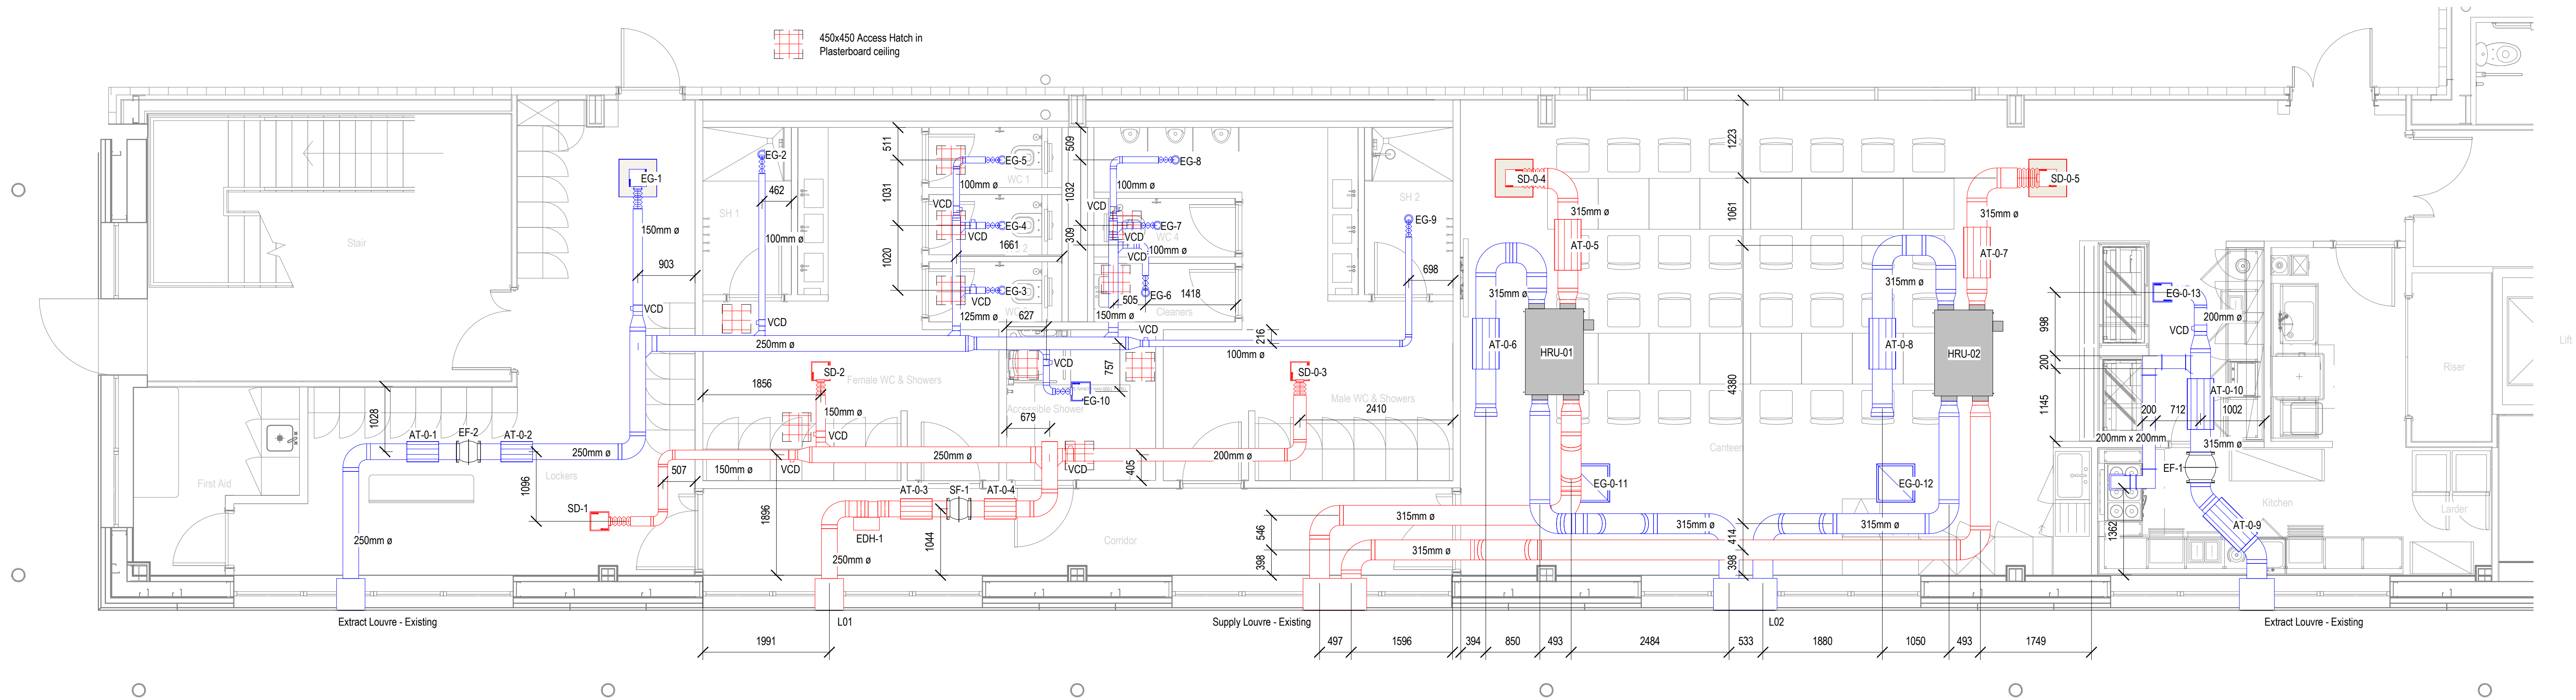 450x450 Access Hatch in
Plasterboard ceiling
Stair
First Aid
Lockers
EG-1
150mm ø
903
VCD
1028
AT-0-1
EF-2
AT-0-2
250mm ø
250mm ø
1096
SD-1
507
150mm ø
VCD
Extract Louvre - Existing
SH 1
EG-2
462
100mm ø
VCD
250mm ø
1856
SD-2
150mm ø
VCD
Female WC & Showers
250mm ø
1896
AT-0-3
SF-1
AT-0-4
EDH-1
250mm ø
1044
L01
1991
511
1031
1020
EG-5
WC 1
100mm ø
VCD
EG-4
VCD
1661
EG-3
VCD
125mm ø
627
509
1032
309
EG-8
100mm ø
VCD
EG-7
VCD
WC 4
100mm ø
VCD
EG-6
505
1418
150mm ø
Cleaners
VCD
216
100mm ø
VCD
757
EG-10
Accessible Shower
679
VCD
405
200mm ø
SD-0-3
Male WC & Showers
2410
SH 2
EG-9
698
Corridor
546
398
315mm ø
315mm ø
Supply Louvre - Existing
497
1596
394
850
493
2484
533
1880
1050
493
1749
SD-0-4
315mm ø
AT-0-5
315mm ø
AT-0-6
HRU-01
EG-0-11
315mm ø
1223
1061
4380
414
398
Canteen
L02
SD-0-5
315mm ø
AT-0-7
315mm ø
AT-0-8
HRU-02
EG-0-12
315mm ø
998
200
1145
1362
EG-0-13
200mm ø
VCD
AT-0-10
200
712
1002
200mm x 200mm
315mm ø
EF-1
AT-0-9
Kitchen
Larder
Riser
Lift
Extract Louvre - Existing